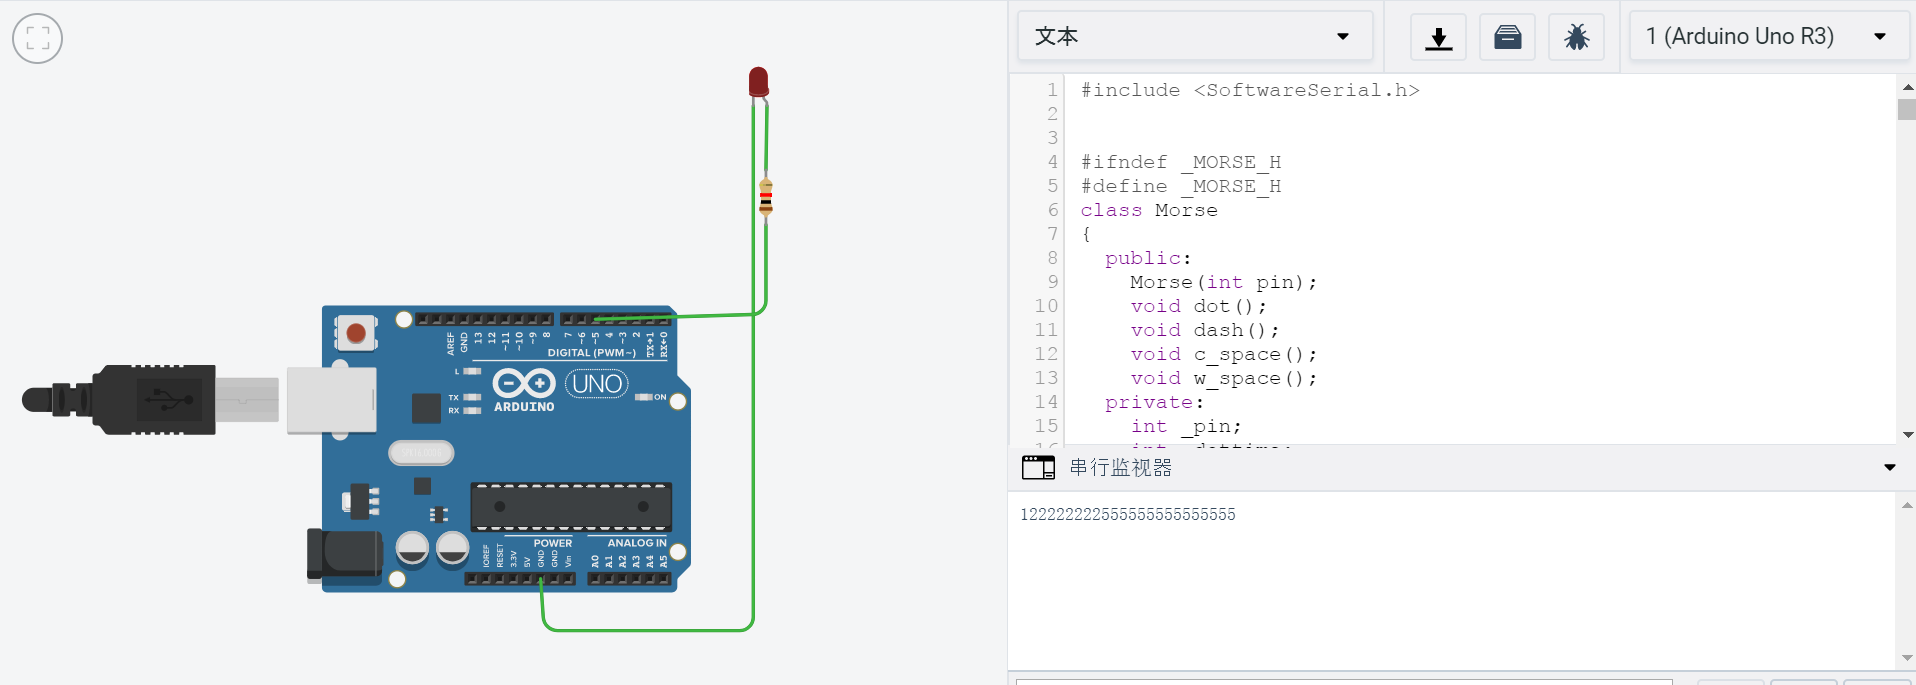 文本
1 (Arduino Uno R3)
1 #include <SoftwareSerial.h>
2
3
4 #ifndef _MORSE_H
5 #define _MORSE_H
6 class Morse
7 {
8 public:
9 Morse(int pin);
10 void dot();
11 void dash();
12 void c_space();
13 void w_space();
14 private:
15 int _pin;
串行监视器
122222222555555555555555
AREF
GND
13
12
~11
~10
~9
8
7
~6
~5
4
~3
2
TX→1
RX←0
DIGITAL (PWM~)
L
TX
RX
ARDUINO
UNO
ON
IOREF
RESET
3.3V
5V
GND
GND
Vin
POWER
ANALOG IN
A0
A1
A2
A3
A4
A5